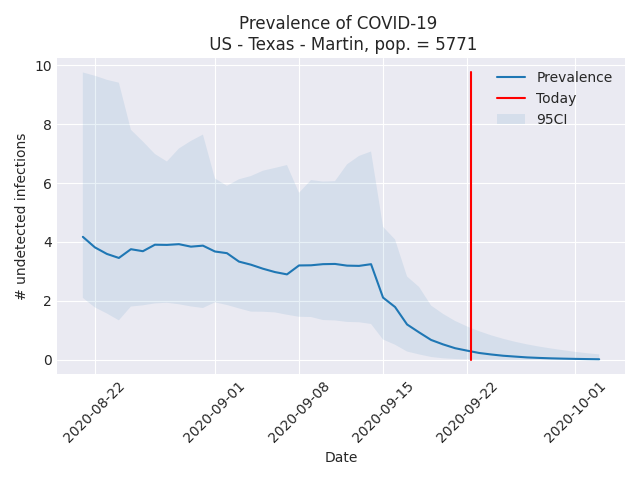 Prevalence of COVID-19
US - Texas - Martin, pop. = 5771
10
8
6
4
2
0
# undetected infections
Prevalence
Today
95CI
2020-08-22
2020-09-01
2020-09-08
2020-09-15
2020-09-22
2020-10-01
Date